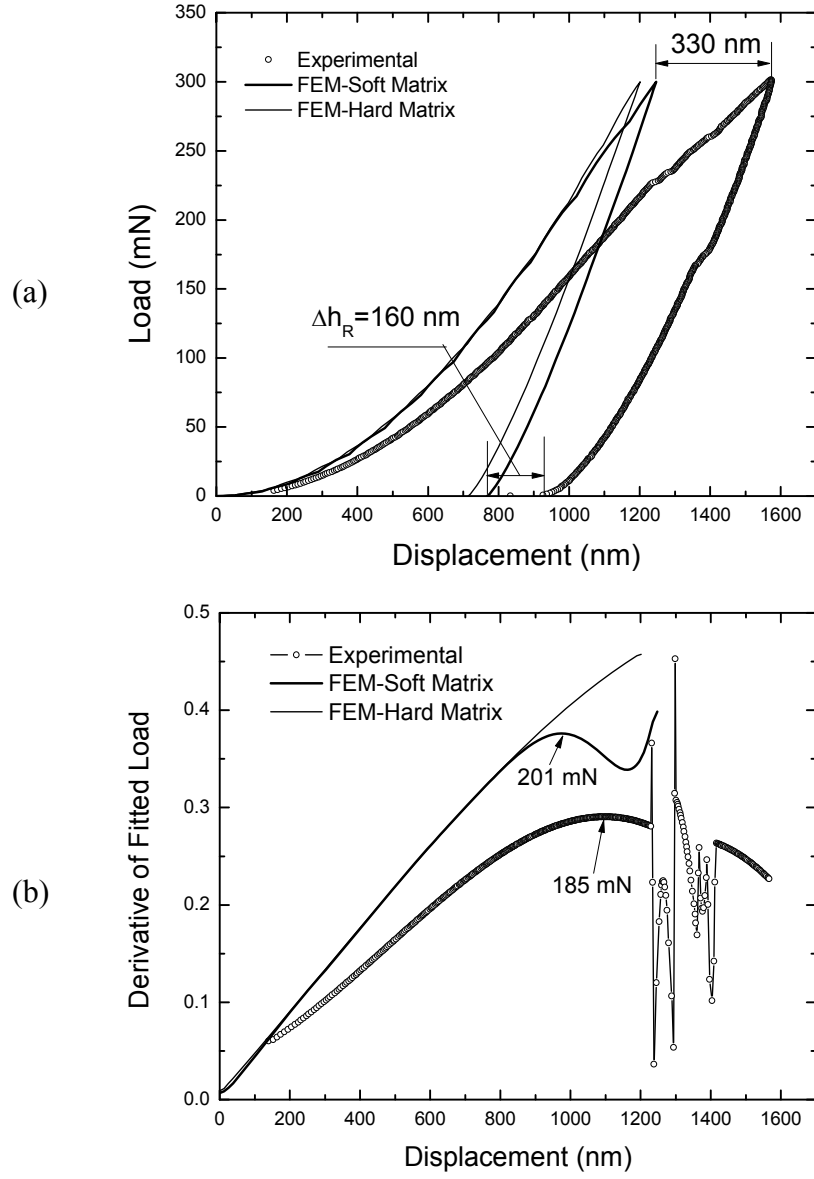 350
300
250
200
150
100
50
0
330 nm
Experimental
FEM-Soft Matrix
FEM-Hard Matrix
Δh_R=160 nm
Load (mN)
(a)
0 200 400 600 800 1000 1200 1400 1600
Displacement (nm)
0.5
0.4
0.3
0.2
0.1
0.0
Experimental
FEM-Soft Matrix
FEM-Hard Matrix
201 mN
185 mN
Derivative of Fitted Load
(b)
0 200 400 600 800 1000 1200 1400 1600
Displacement (nm)